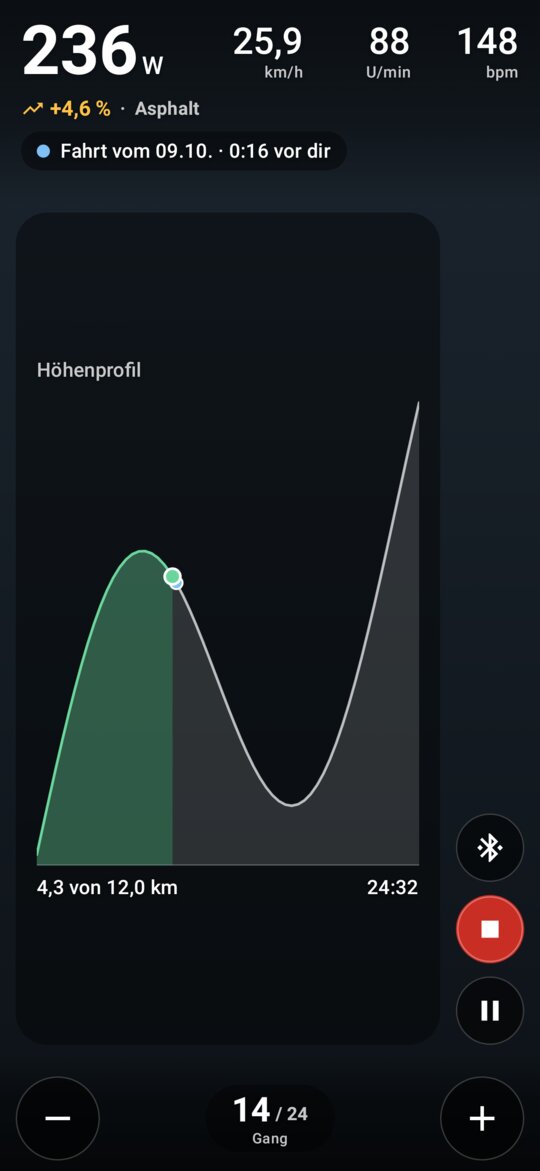 236 W
25,9 88 148
km/h U/min bpm
+4,6 % · Asphalt
Fahrt vom 09.10. · 0:16 vor dir
Höhenprofil
4,3 von 12,0 km 24:32
14 / 24
Gang